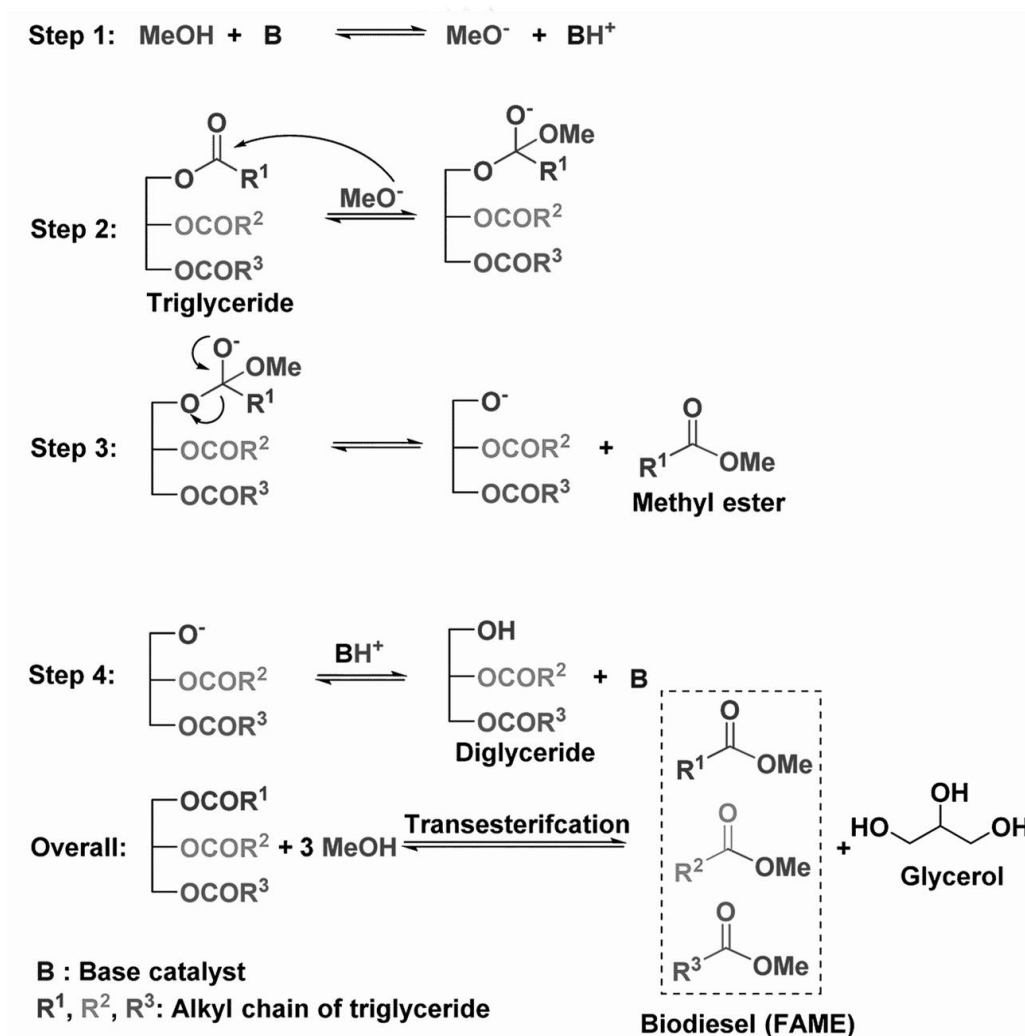 Step 1: MeOH + B MeO⁻ + BH⁺
O
O R¹
OCOR²
OCOR³
Step 2:
MeO⁻
O⁻
OMe
O R¹
OCOR²
OCOR³
Triglyceride
O⁻
OMe
O R¹
OCOR²
OCOR³
Step 3:
O⁻
OCOR² +
OCOR³
O
R¹ OMe
Methyl ester
Step 4:
O⁻
OCOR²
OCOR³
BH⁺
OH
OCOR² + B
OCOR³
Diglyceride
Overall:
OCOR¹
OCOR² + 3 MeOH
OCOR³
Transesterifcation
O
R¹ OMe
O
R² OMe
O
R³ OMe
+
OH
HO OH
Glycerol
B : Base catalyst
R¹, R², R³: Alkyl chain of triglyceride
Biodiesel (FAME)